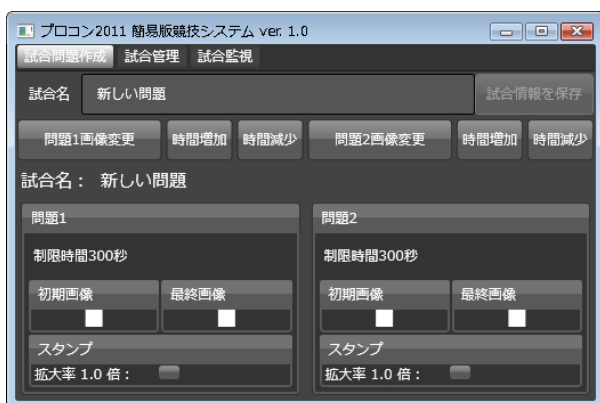 プロコン2011 簡易版競技システム ver. 1.0
試合問題作成 試合管理 試合監視
試合名 新しい問題 試合情報を保存
問題1画像変更 時間増加 時間減少 問題2画像変更 時間増加 時間減少
試合名： 新しい問題
問題1 問題2
制限時間300秒 制限時間300秒
初期画像 最終画像 初期画像 最終画像
スタンプ スタンプ
拡大率 1.0 倍： 拡大率 1.0 倍：